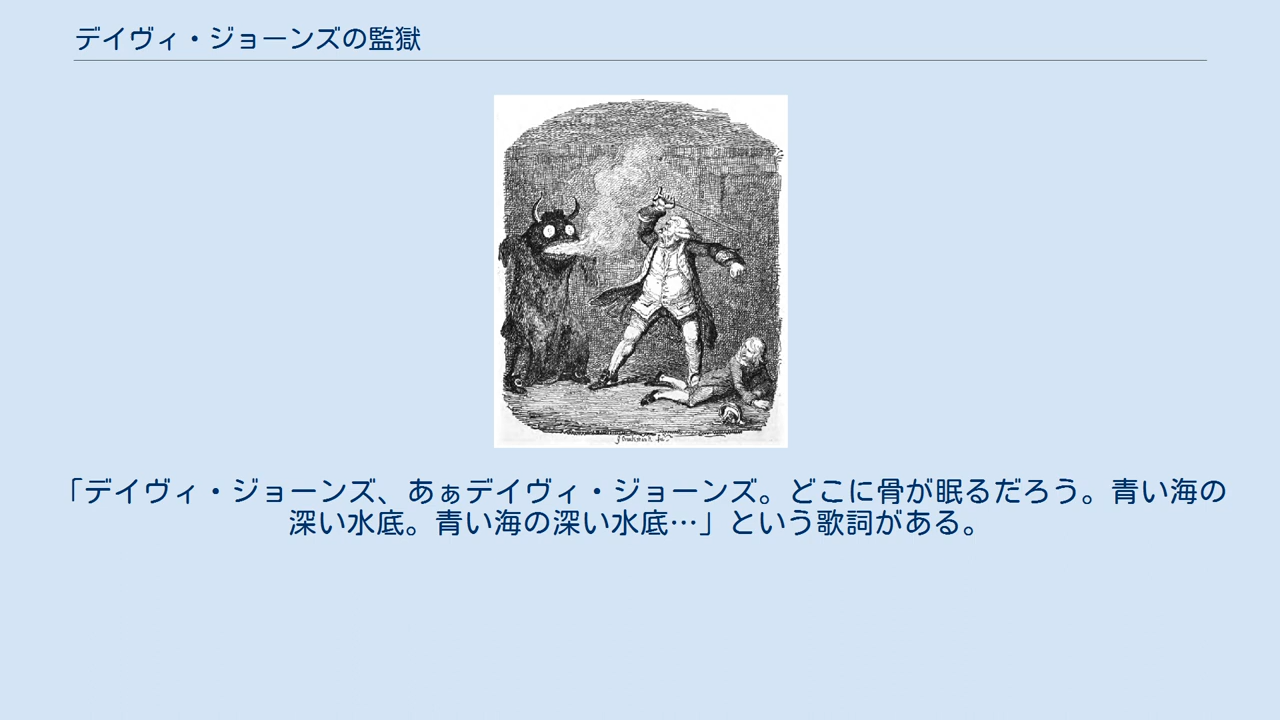 デイヴィ・ジョーンズの監獄
「デイヴィ・ジョーンズ、あぁデイヴィ・ジョーンズ。どこに骨が眠るだろう。青い海の
深い水底。青い海の深い水底…」という歌詞がある。